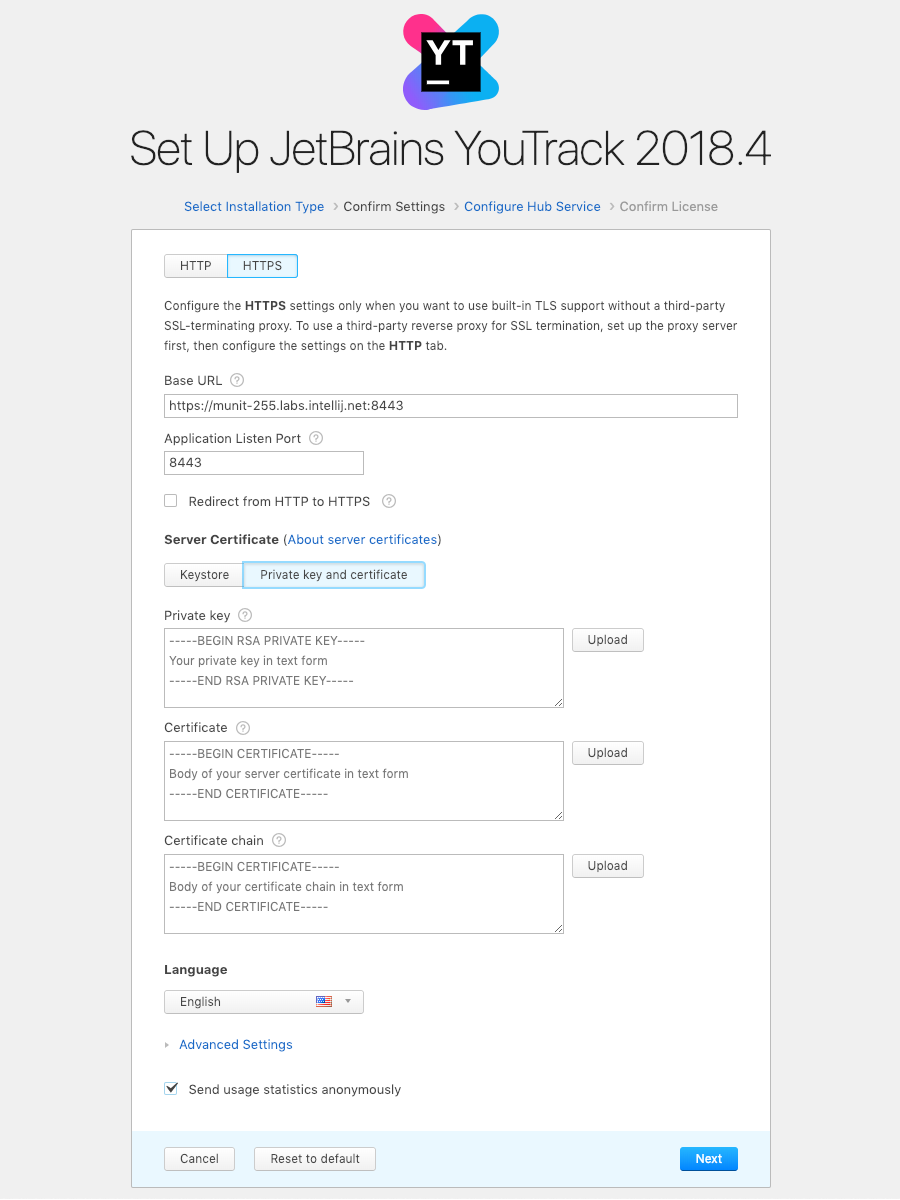 YT
Set Up JetBrains YouTrack 2018.4
Select Installation Type › Confirm Settings › Configure Hub Service › Confirm License
HTTP HTTPS
Configure the HTTPS settings only when you want to use built-in TLS support without a third-party
SSL-terminating proxy. To use a third-party reverse proxy for SSL termination, set up the proxy server
first, then configure the settings on the HTTP tab.
Base URL ?
https://munit-255.labs.intellij.net:8443
Application Listen Port ?
8443
Redirect from HTTP to HTTPS ?
Server Certificate (About server certificates)
Keystore Private key and certificate
Private key ?
-----BEGIN RSA PRIVATE KEY----- Upload
Your private key in text form
-----END RSA PRIVATE KEY-----
Certificate ?
-----BEGIN CERTIFICATE----- Upload
Body of your server certificate in text form
-----END CERTIFICATE-----
Certificate chain ?
-----BEGIN CERTIFICATE----- Upload
Body of your certificate chain in text form
-----END CERTIFICATE-----
Language
English
Advanced Settings
Send usage statistics anonymously
Cancel Reset to default Next